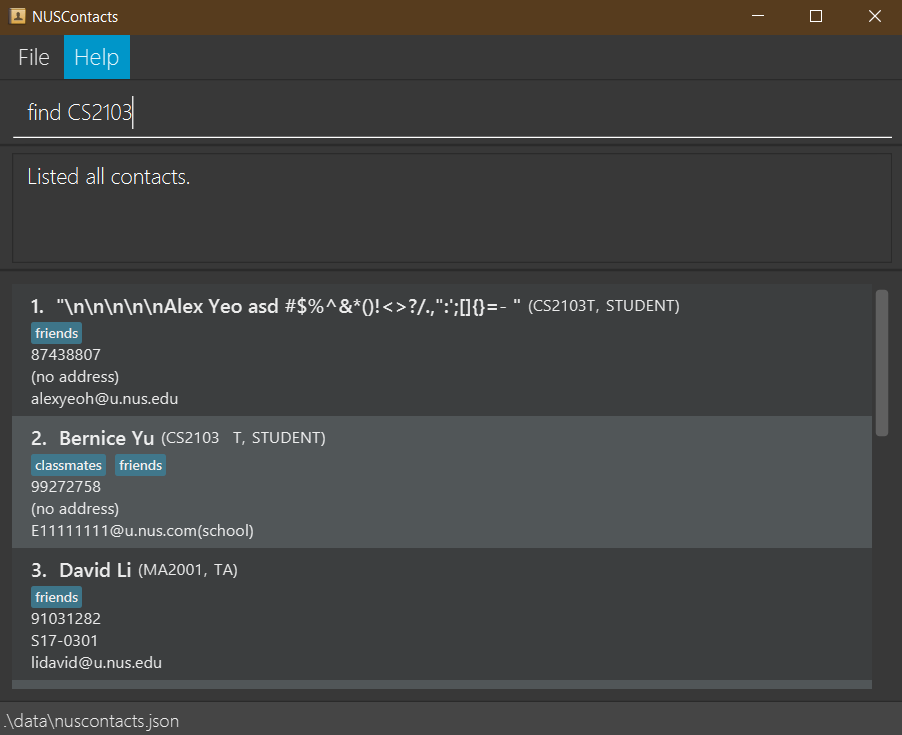 NUSContacts
File Help
find CS2103
Listed all contacts.
1. "\n\n\n\n\nAlex Yeo asd #$%^&*()!<>?/.,":';[]{}=- " (CS2103T, STUDENT)
friends
87438807
(no address)
alexyeoh@u.nus.edu
2. Bernice Yu (CS2103 T, STUDENT)
classmates friends
99272758
(no address)
E11111111@u.nus.com(school)
3. David Li (MA2001, TA)
friends
91031282
S17-0301
lidavid@u.nus.edu
.\data\nuscontacts.json